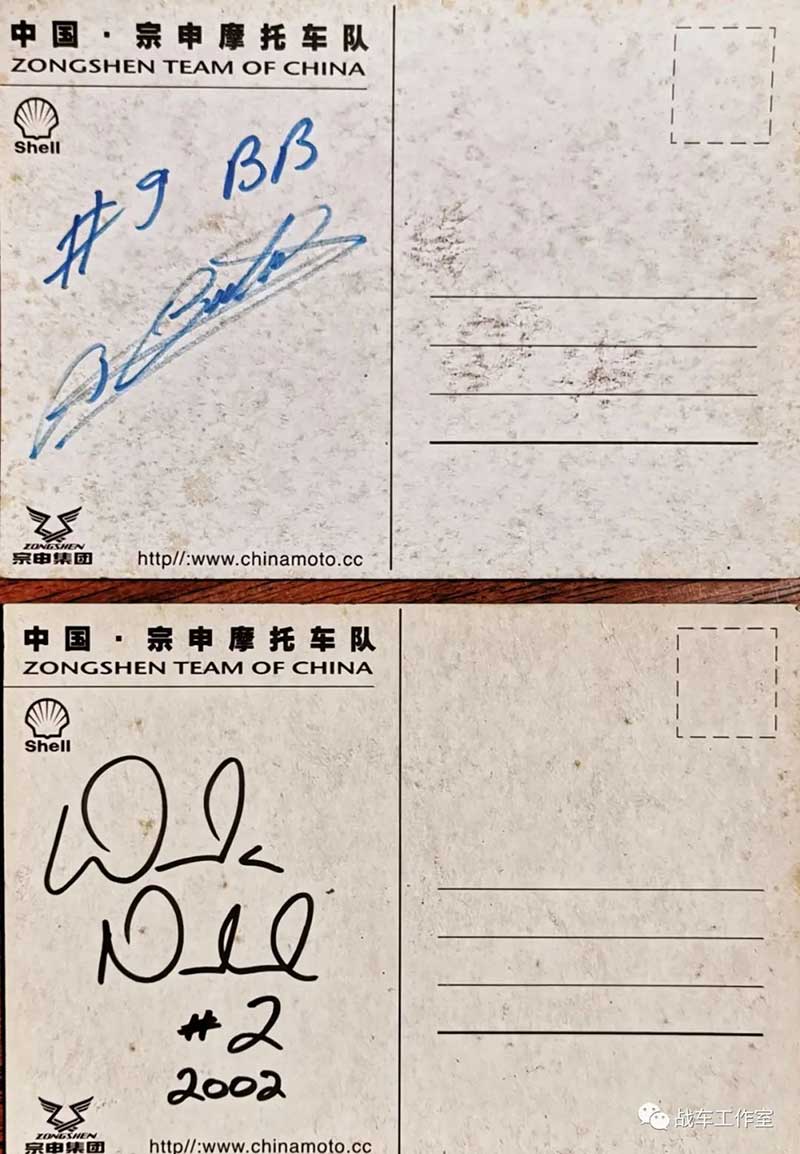 中国·宗申摩托车队
ZONGSHEN TEAM OF CHINA
Shell
#9 BB
ZONGSHEN
宗申集团
http//:www.chinamoto.cc
中国·宗申摩托车队
ZONGSHEN TEAM OF CHINA
Shell
#2
2002
ZONGSHEN
宗申集团
http//:www.chinamoto.cc
战车工作室